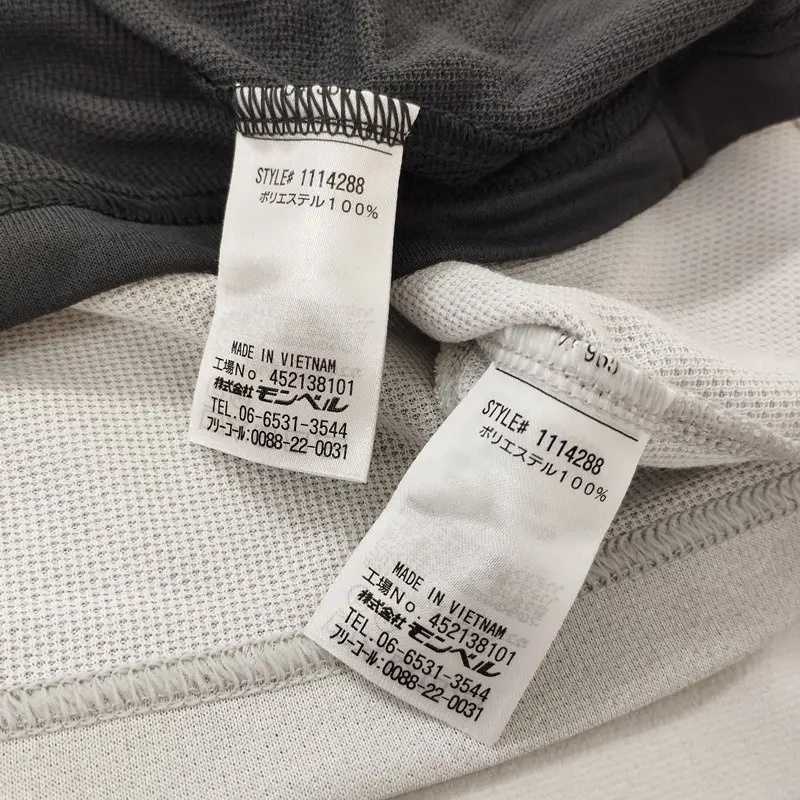 STYLE# 1114288
ポリエステル100%
MADE IN VIETNAM
工場No. 452138101
株式会社モンベル
TEL.06-6531-3544
フリーコール:0088-22-0031
STYLE# 1114288
ポリエステル100%
MADE IN VIETNAM
工場No 452138101
株式会社モンベル
TEL.06-6531-3544
フリーコール:0088-22-0031